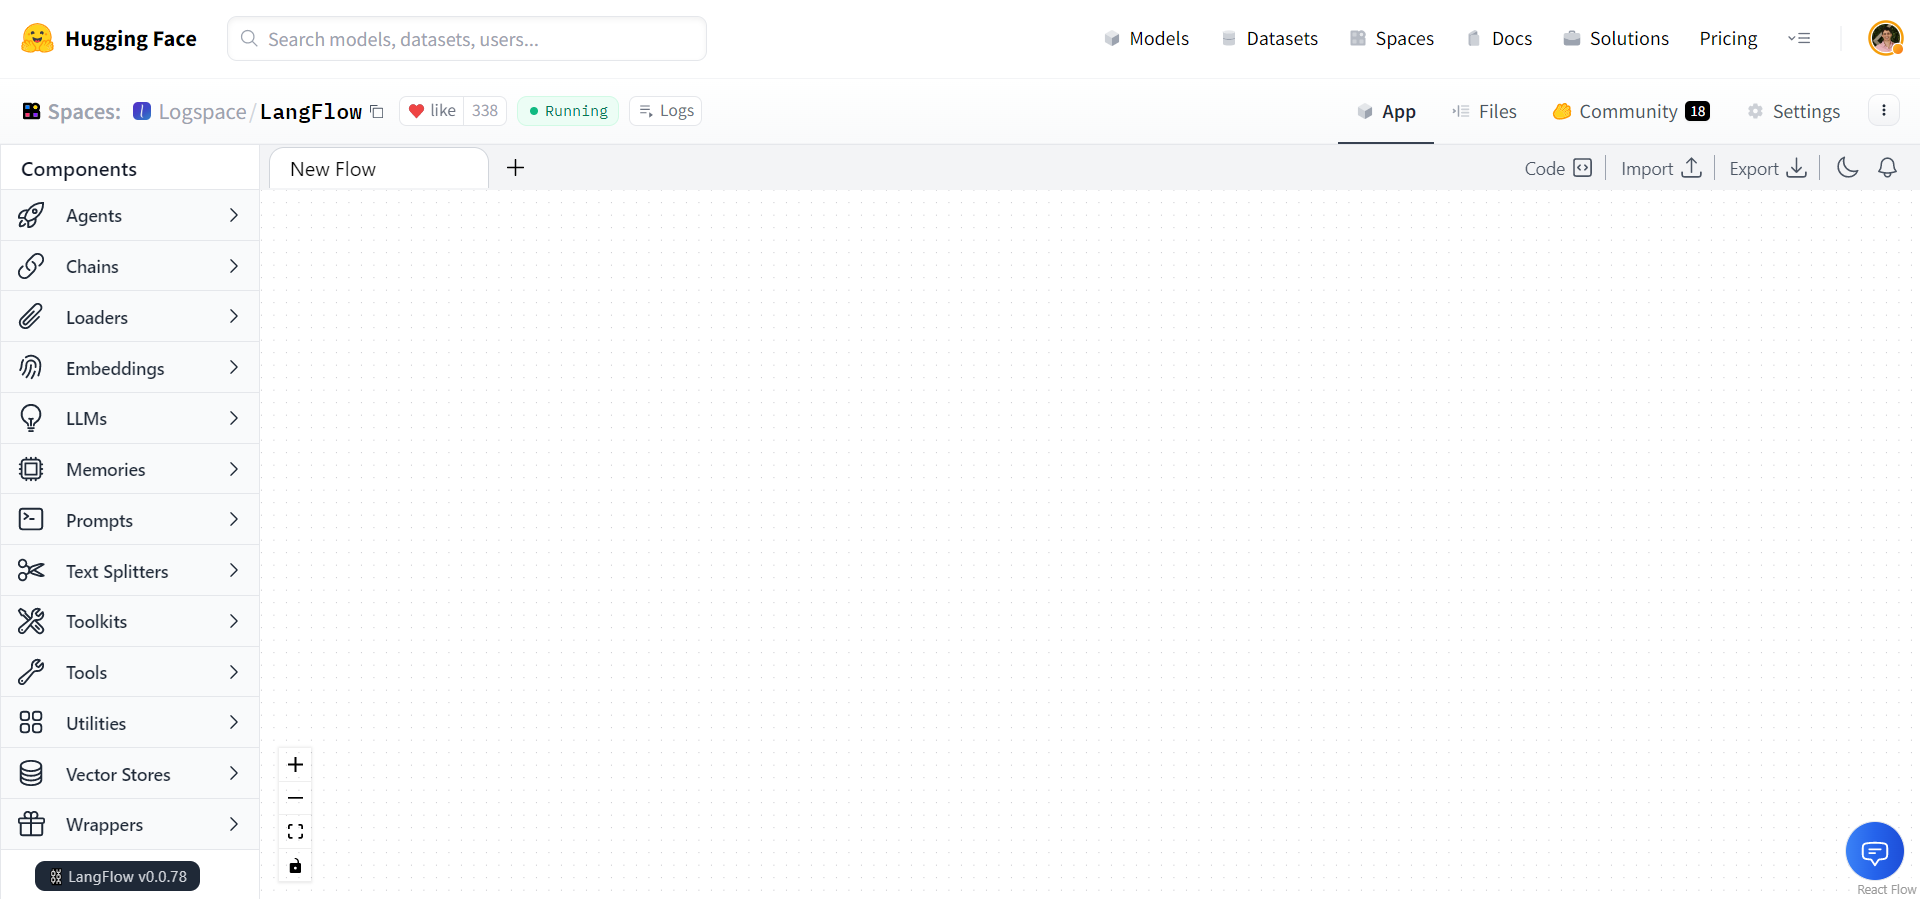 Hugging Face
Search models, datasets, users...
Models
Datasets
Spaces
Docs
Solutions
Pricing
Spaces:
Logspace/LangFlow
like
338
Running
Logs
App
Files
Community 18
Settings
Components
New Flow
Code
Import
Export
Agents
Chains
Loaders
Embeddings
LLMs
Memories
Prompts
Text Splitters
Toolkits
Tools
Utilities
Vector Stores
Wrappers
LangFlow v0.0.78
React Flow